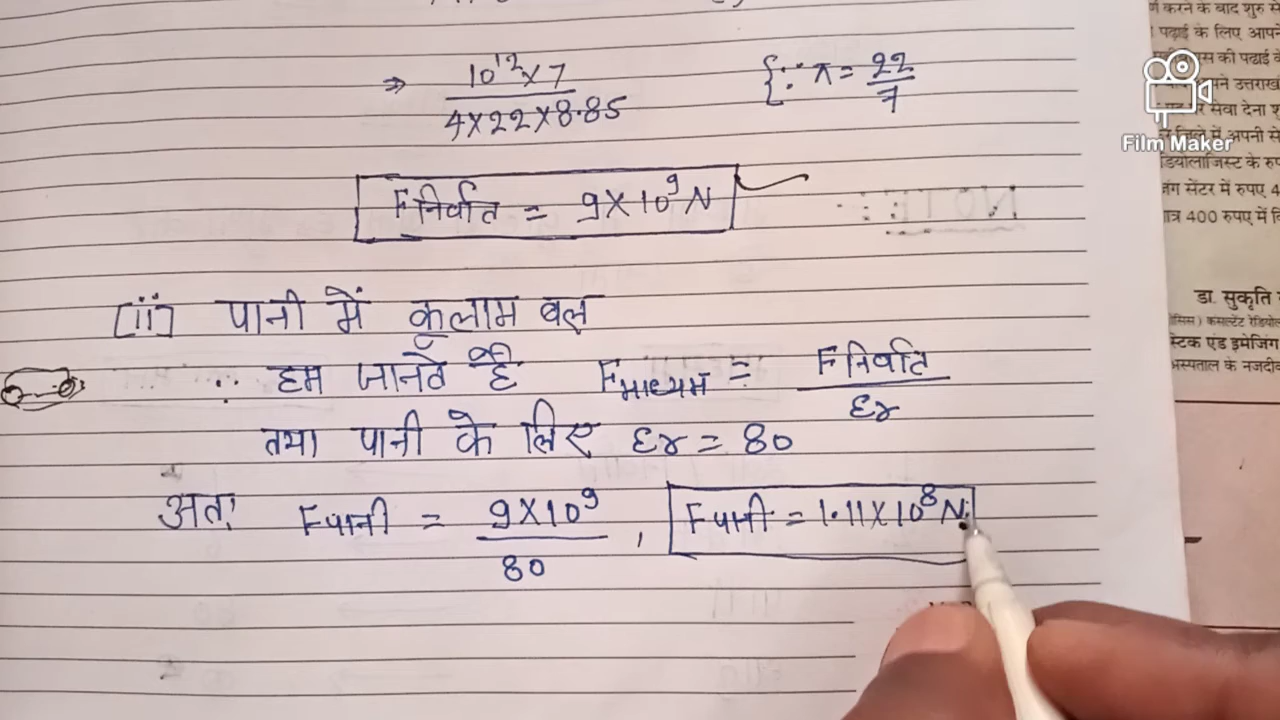 ⇒ 10¹² × 7 / 4×22×8.85 {∵ π = 22/7
F निर्वात = 9×10⁹ N
[ii] पानी में कूलाम बल
∴ हम जानते है कि F माध्यम = F निर्वात / εr
तथा पानी के लिए εr = 80
अतः F पानी = 9×10⁹ / 80 , F पानी = 1.11×10⁸ N
Film Maker
करने के बाद शुरु
पढ़ाई के लिए आपने
की पढाई
उत्तराख
सेवा देना
जिले में अपनी से
डियोलाजिस्ट के रुप
सेंटर में रुपए 4
400 रुपए में
डा. सुकृति
कंसल्टेंट रेडियो
स्टिक एंड इमेजिंग
अस्पताल के नजदी